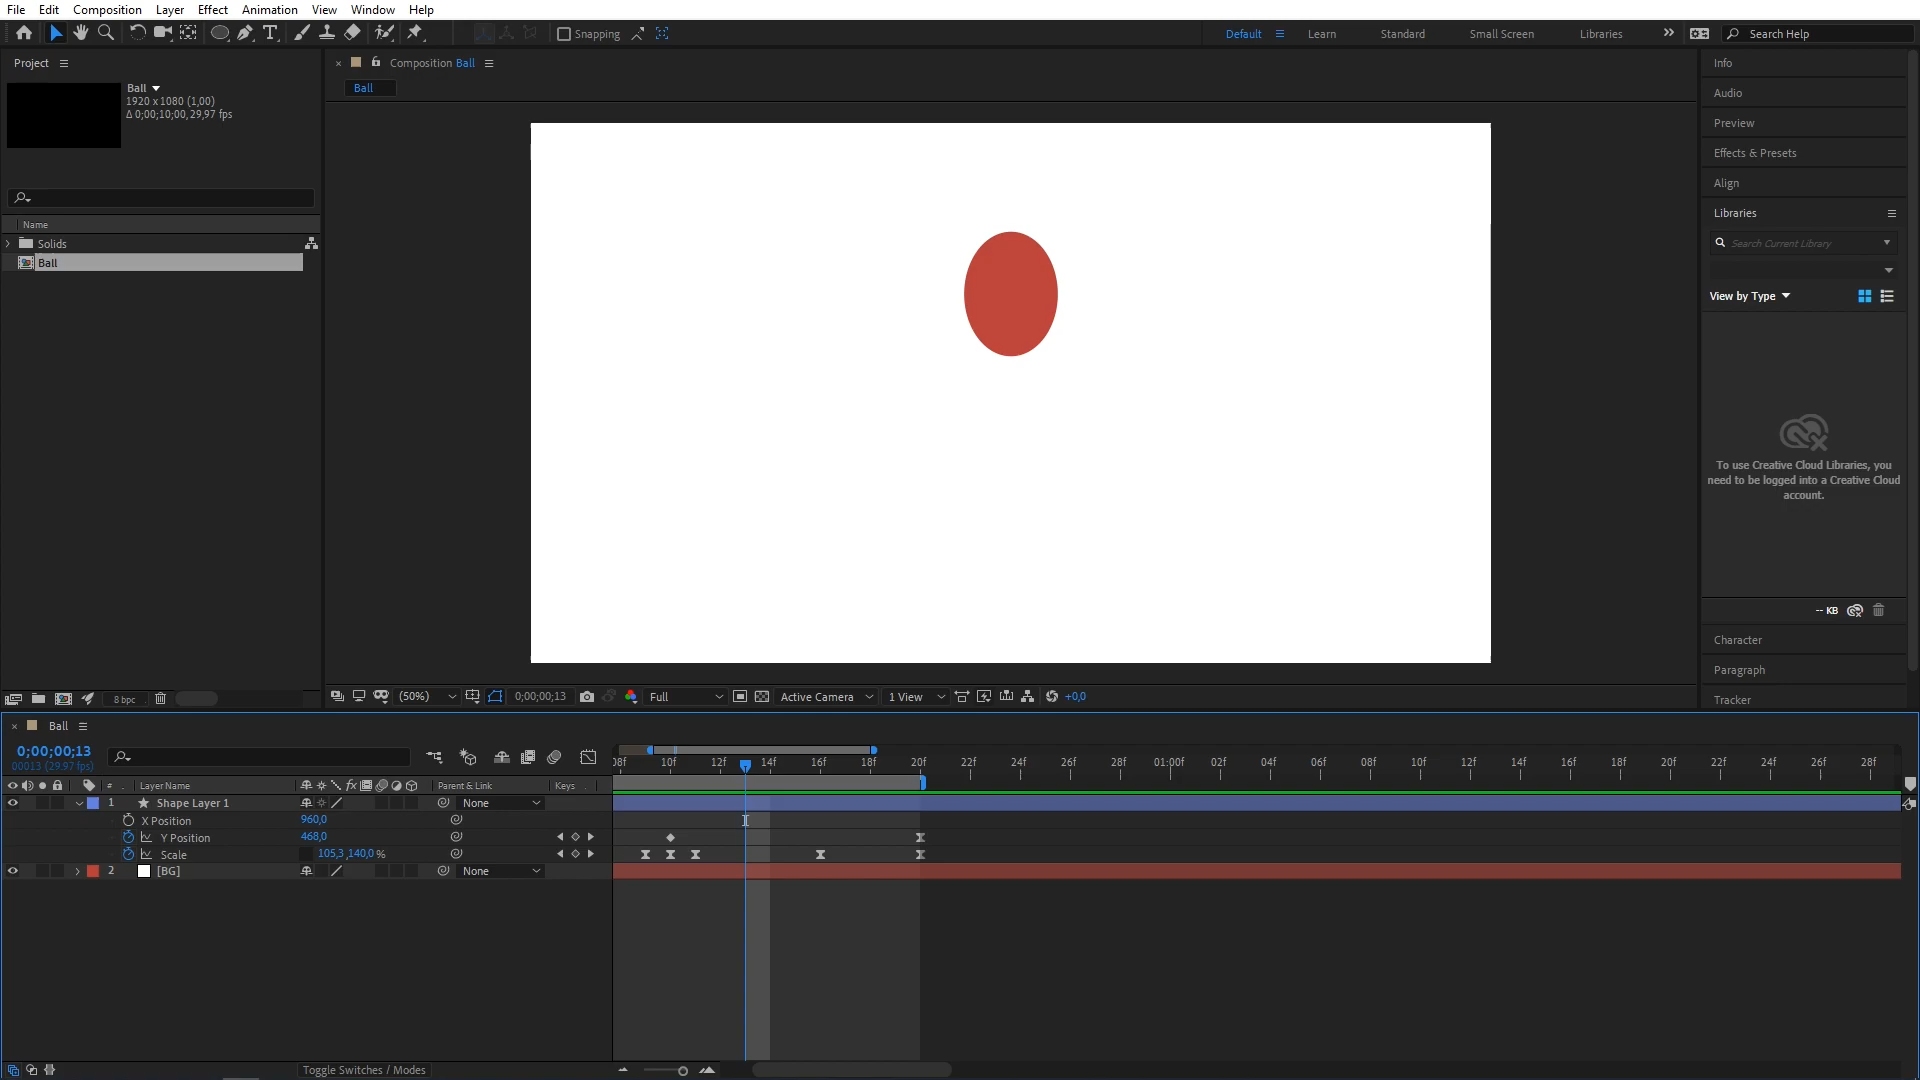 File Edit Composition Layer Effect Animation View Window Help
Snapping
Default Learn Standard Small Screen Libraries Search Help
Project
Ball
1920 x 1080 (1,00)
Δ 0;00;10;00, 29,97 fps
Name
Solids
Ball
8 bpc
Composition Ball
Ball
(50%) 0;00;00;13 Full Active Camera 1 View +0,0
Info
Audio
Preview
Effects & Presets
Align
Libraries
Search Current Library
View by Type
To use Creative Cloud Libraries, you
need to be logged into a Creative Cloud
account.
-- KB
Character
Paragraph
Tracker
Ball
0;00;00;13
00013 (29.97 fps)
# Layer Name Parent & Link Keys
08f 10f 12f 14f 16f 18f 20f 22f 24f 26f 28f 01:00f 02f 04f 06f 08f 10f 12f 14f 16f 18f 20f 22f 24f 26f 28f
1 Shape Layer 1 None
X Position 960,0
Y Position 468,0
Scale 105,3,140,0%
2 [BG] None
Toggle Switches / Modes